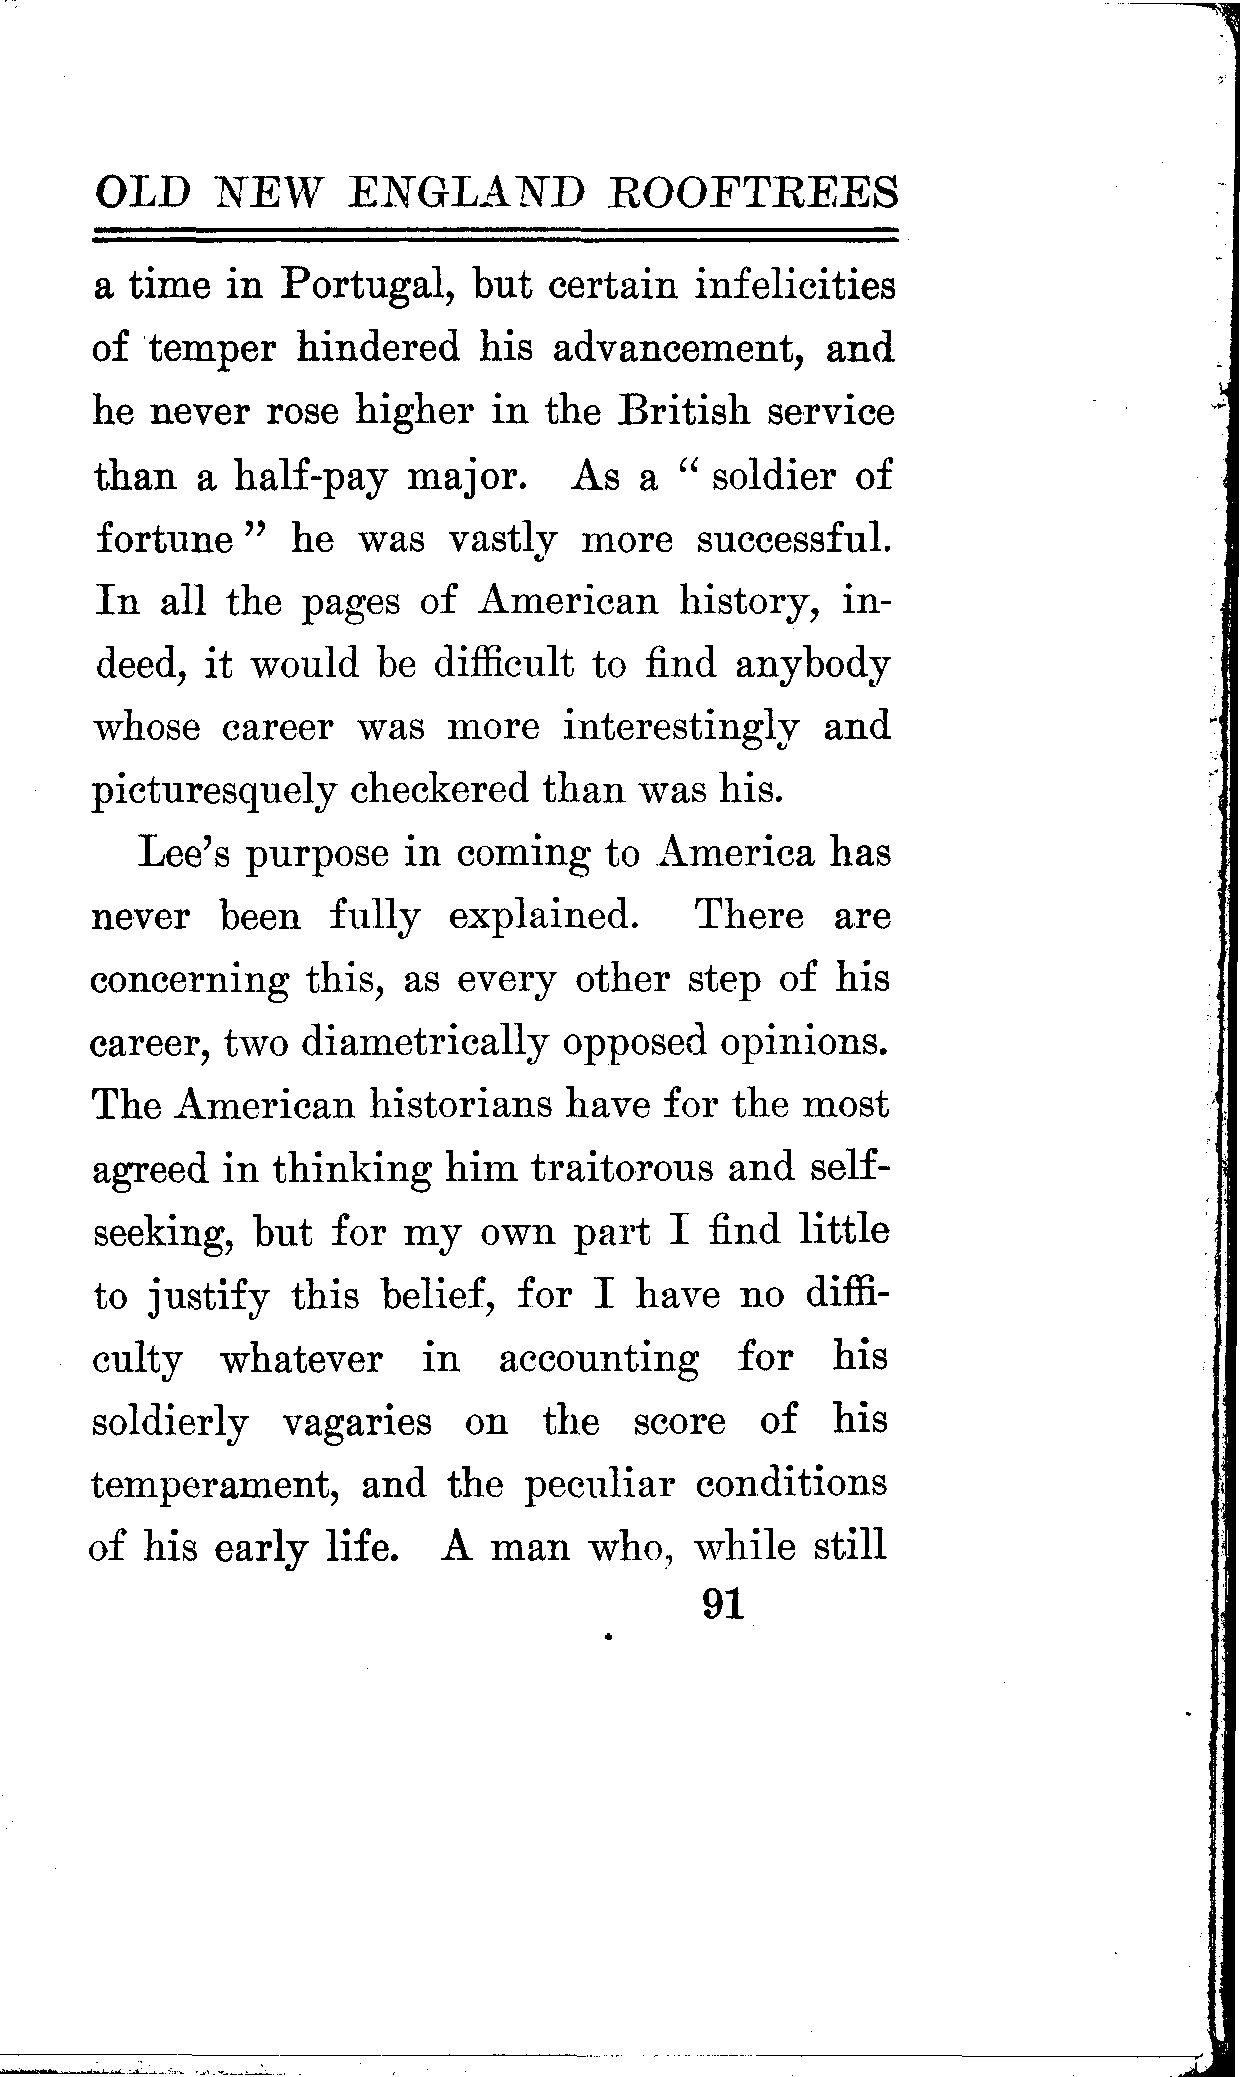 OLD NEW ENGLAND ROOFTREES
a time in Portugal, but certain infelicities
of temper hindered his advancement, and
he never rose higher in the British service
than a half-pay major. As a “ soldier of
fortune ” he was vastly more successful.
In all the pages of American history, in-
deed, it would be difficult to find anybody
whose career was more interestingly and
picturesquely checkered than was his.
Lee’s purpose in coming to America has
never been fully explained. There are
concerning this, as every other step of his
career, two diametrically opposed opinions.
The American historians have for the most
agreed in thinking him traitorous and self-
seeking, but for my own part I find little
to justify this belief, for I have no diffi-
culty whatever in accounting for his
soldierly vagaries on the score of his
temperament, and the peculiar conditions
of his early life. A man who, while still
91